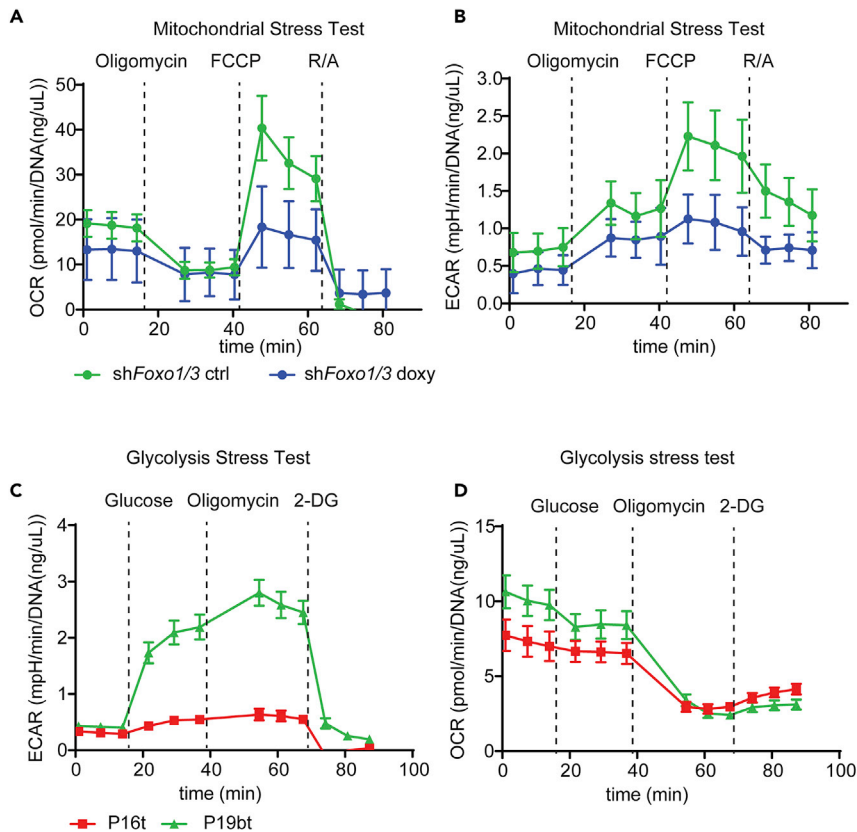 A
Mitochondrial Stress Test
Oligomycin FCCP R/A
OCR (pmol/min/DNA(ng/uL))
50
40
30
20
10
0
0 20 40 60 80
time (min)
B
Mitochondrial Stress Test
Oligomycin FCCP R/A
ECAR (mpH/min/DNA(ng/uL))
3.0
2.5
2.0
1.5
1.0
0.5
0.0
0 20 40 60 80
time (min)
shFoxo1/3 ctrl shFoxo1/3 doxy
Glycolysis Stress Test
C
Glucose Oligomycin 2-DG
ECAR (mpH/min/DNA(ng/uL))
4
3
2
1
0
0 20 40 60 80 100
time (min)
P16t P19bt
Glycolysis stress test
D
Glucose Oligomycin 2-DG
OCR (pmol/min/DNA(ng/uL))
15
10
5
0
0 20 40 60 80 100
time (min)